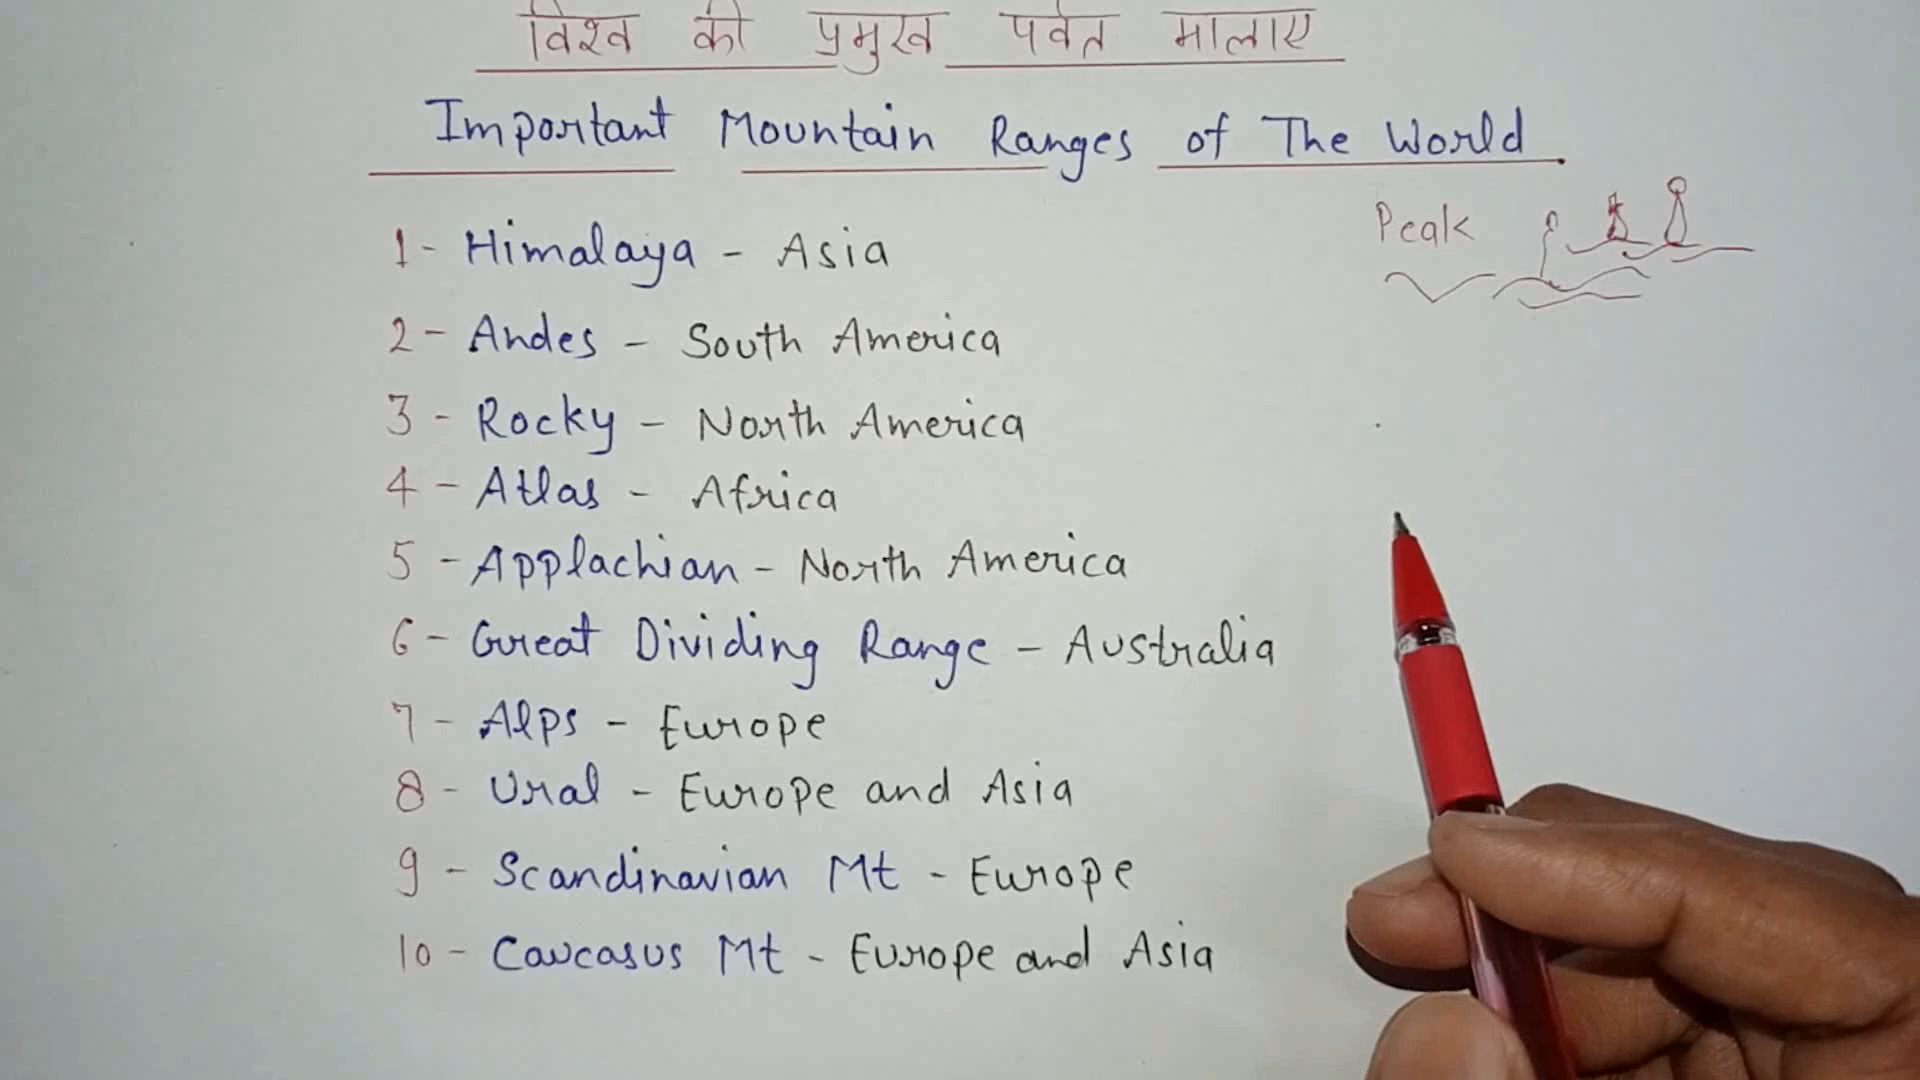 विश्व की प्रमुख पर्वत मालाए
Important Mountain Ranges of The World
Peak
1- Himalaya - Asia
2- Andes - South America
3- Rocky - North America
4- Atlas - Africa
5- Applachian - North America
6- Great Dividing Range - Australia
7- Alps - Europe
8- Ural - Europe and Asia
9- Scandinavian Mt - Europe
10- Caucasus Mt - Europe and Asia